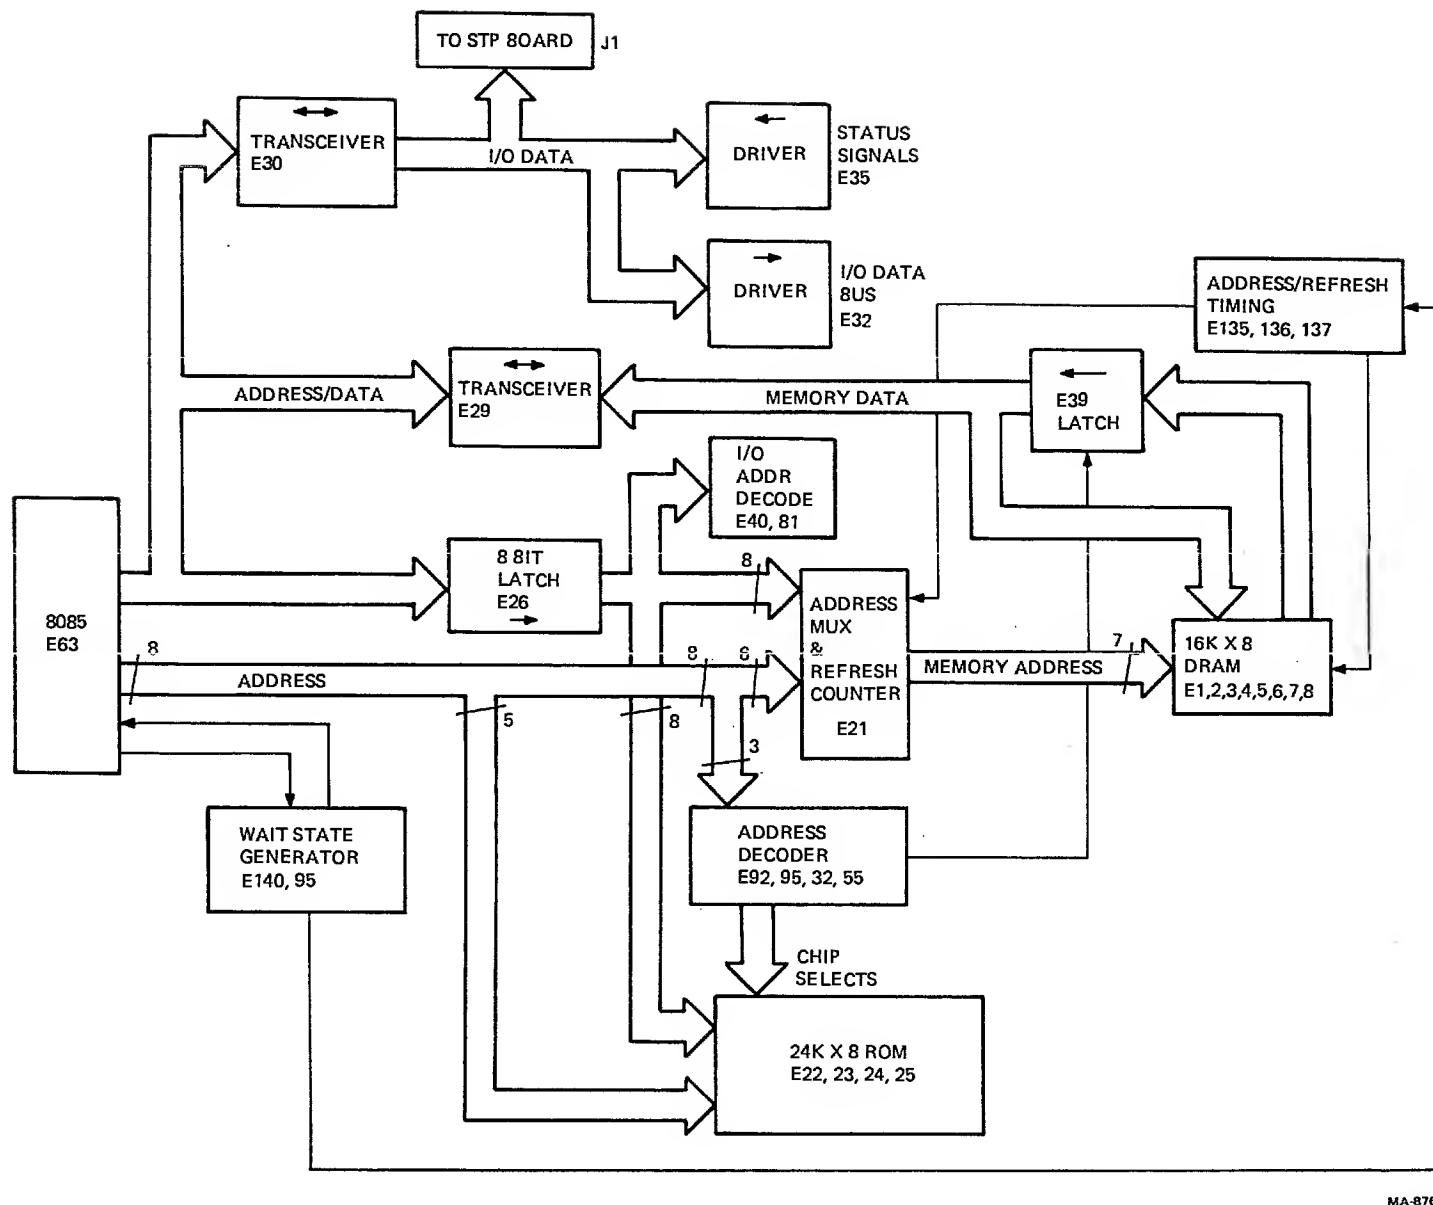 TO STP 8OARD
J1
TRANSCEIVER
E30
I/O DATA
DRIVER
STATUS
SIGNALS
E35
DRIVER
I/O DATA
8US
E32
ADDRESS/REFRESH
TIMING
E135, 136, 137
ADDRESS/DATA
TRANSCEIVER
E29
MEMORY DATA
E39
LATCH
I/O
ADDR
DECODE
E40, 81
8085
E63
8 8IT
LATCH
E26
8
ADDRESS
MUX
&
REFRESH
COUNTER
E21
8
ADDRESS
8
6
5
8
3
MEMORY ADDRESS
7
16K X 8
DRAM
E1,2,3,4,5,6,7,8
WAIT STATE
GENERATOR
E140, 95
ADDRESS
DECODER
E92, 95, 32, 55
CHIP
SELECTS
24K X 8 ROM
E22, 23, 24, 25
MA-876